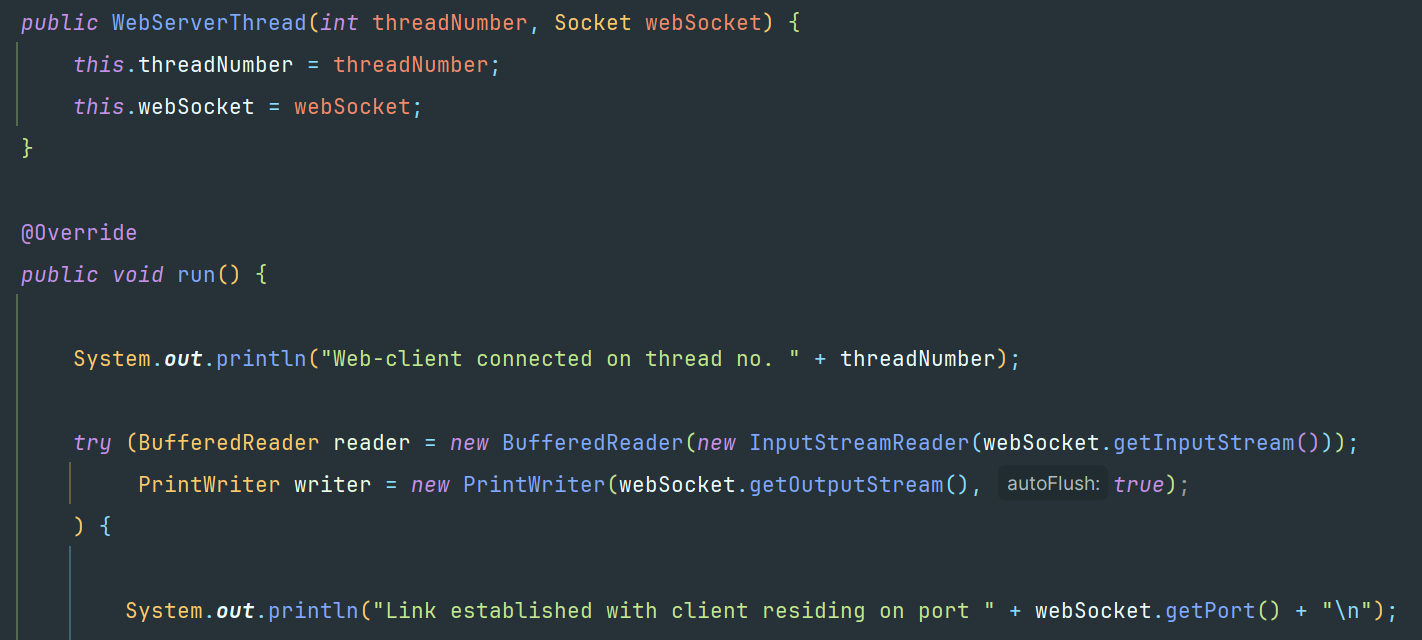 public WebServerThread(int threadNumber, Socket webSocket) {
    this.threadNumber = threadNumber;
    this.webSocket = webSocket;
}
@Override
public void run() {
    System.out.println("Web-client connected on thread no. " + threadNumber);
    try (BufferedReader reader = new BufferedReader(new InputStreamReader(webSocket.getInputStream()));
         PrintWriter writer = new PrintWriter(webSocket.getOutputStream(), autoFlush: true);
    ) {
        System.out.println("Link established with client residing on port " + webSocket.getPort() + "\n");